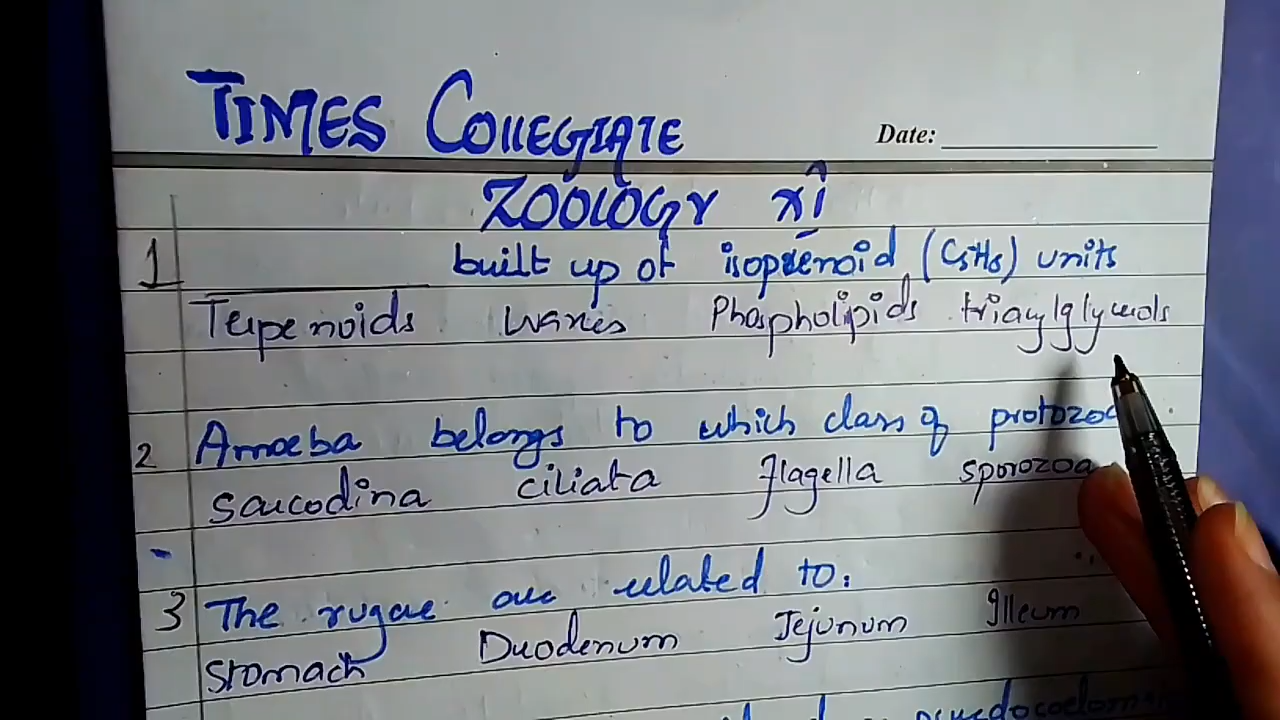 TIMES COLLEGIATE
Date:
ZOOLOGY XI
1 built up of isoprenoid (C5H8) units
Terpenoids waxes Phospholipids triacylglycerols
2 Amoeba belongs to which class of protozoa
Saucodina ciliata flagella sporozoa
3 The rugae are related to:
Stomach Duodenum Jejunum Illeum